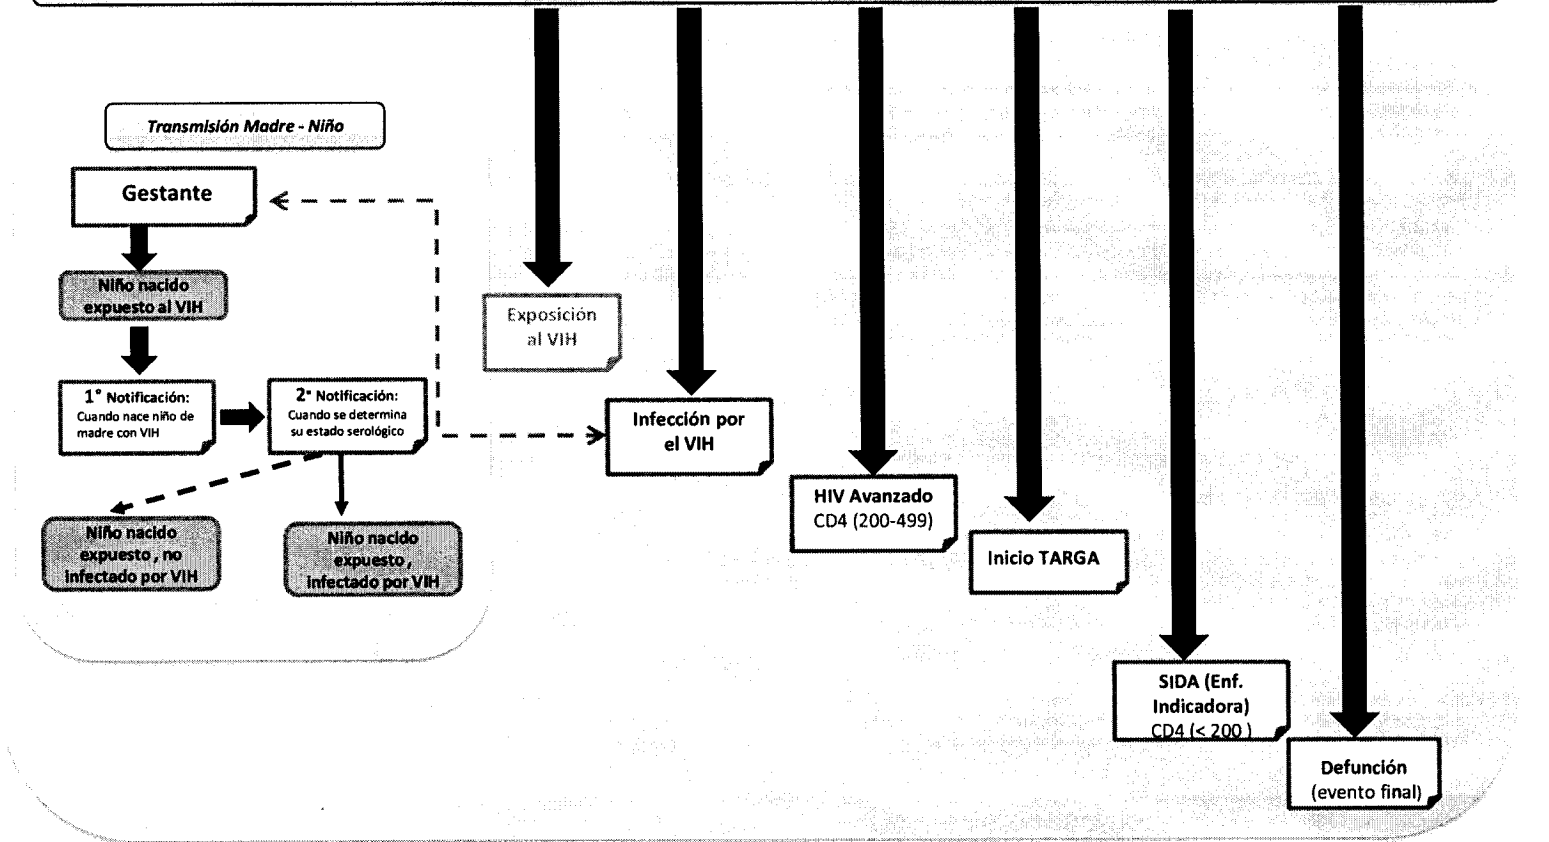 Transmisión Madre - Niño
Gestante
Niño nacido
expuesto al VIH
1° Notificación:
Cuando nace niño de
madre con VIH
2° Notificación:
Cuando se determina
su estado serológico
Niño nacido
expuesto , no
infectado por VIH
Niño nacido
expuesto ,
infectado por VIH
Exposición
al VIH
Infección por
el VIH
HIV Avanzado
CD4 (200-499)
Inicio TARGA
SIDA (Enf.
Indicadora)
CD4 (< 200 )
Defunción
(evento final)